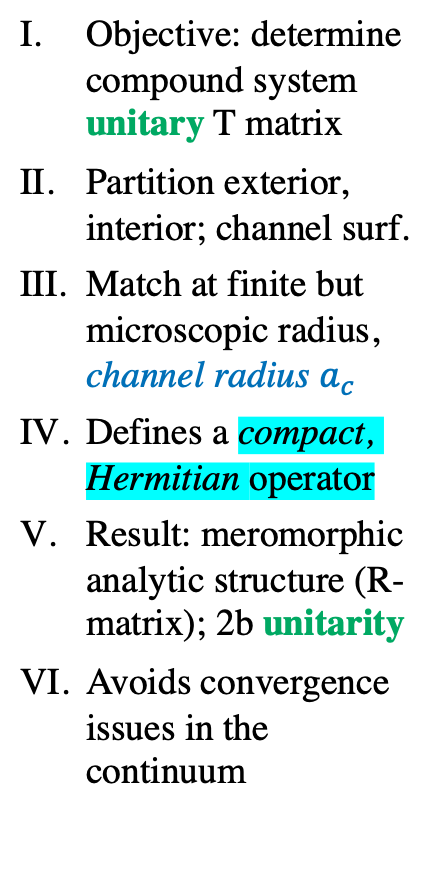 I. Objective: determine
compound system
unitary T matrix
II. Partition exterior,
interior; channel surf.
III. Match at finite but
microscopic radius,
channel radius a_c
IV. Defines a compact,
Hermitian operator
V. Result: meromorphic
analytic structure (R-
matrix); 2b unitarity
VI. Avoids convergence
issues in the
continuum